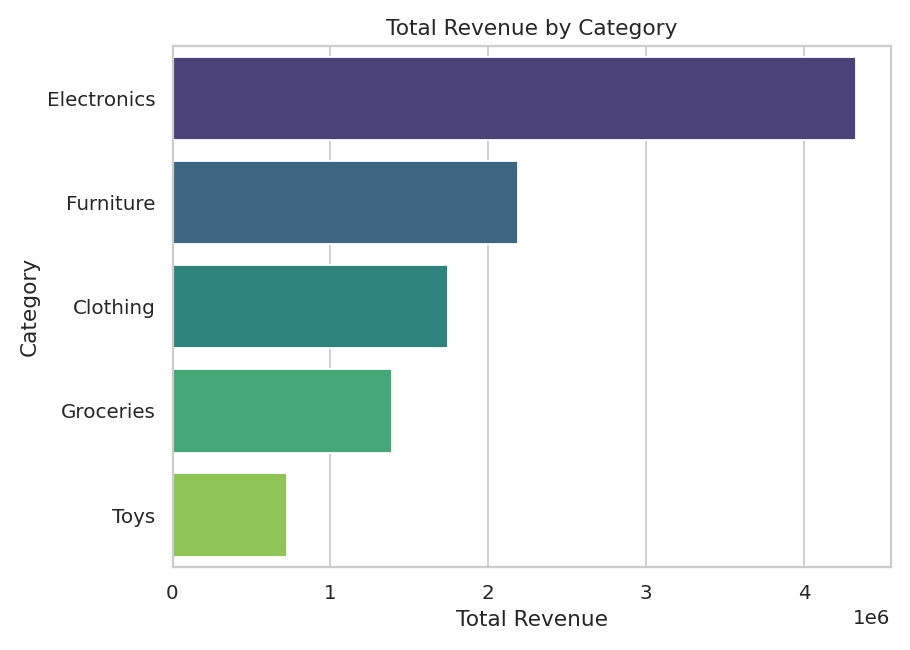 Total Revenue by Category
Electronics
Furniture
Clothing
Groceries
Toys
Category
0 1 2 3 4
1e6
Total Revenue